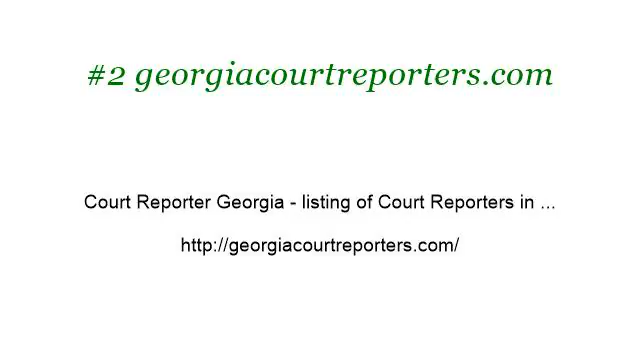 #2 georgiacourtreporters.com
Court Reporter Georgia - listing of Court Reporters in ...
http://georgiacourtreporters.com/